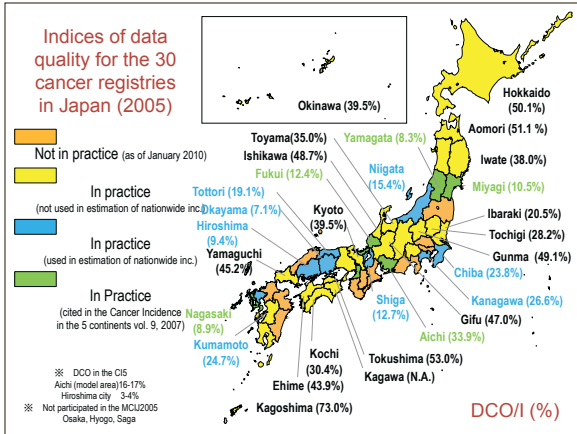 Indices of data
quality for the 30
cancer registries
in Japan (2005)
Not in practice (as of January 2010)
In practice
(not used in estimation of nationwide inc.)
In practice
(used in estimation of nationwide inc.)
In Practice
(cited in the Cancer Incidence
in the 5 continents vol. 9, 2007)
※ DCO in the CI5
Aichi (model area)16-17%
Hiroshima city 3-4%
※ Not participated in the MCIJ2005
Osaka, Hyogo, Saga
Okinawa (39.5%)
Hokkaido
50.1%
Aomori (51.1 %)
Iwate (38.0%)
Miyagi (10.5%)
Toyama(35.0%)
Yamagata (8.3%)
Ishikawa (48.7%)
Fukui (12.4%)
Niigata
(15.4%)
Tottori (19.1%)
Okayama (7.1%)
Hiroshima
(9.4%)
Kyoto
(39.5%)
Yamaguchi
(45.2%)
Ibaraki (20.5%)
Tochigi (28.2%)
Gunma (49.1%)
Chiba (23.8%)
Kanagawa (26.6%)
Gifu (47.0%)
Shiga
(12.7%)
Aichi (33.9%)
Nagasaki
(8.9%)
Kumamoto
(24.7%)
Kochi
(30.4%)
Tokushima (53.0%)
Kagawa (N.A.)
Ehime (43.9%)
Kagoshima (73.0%)
DCO/I (%)